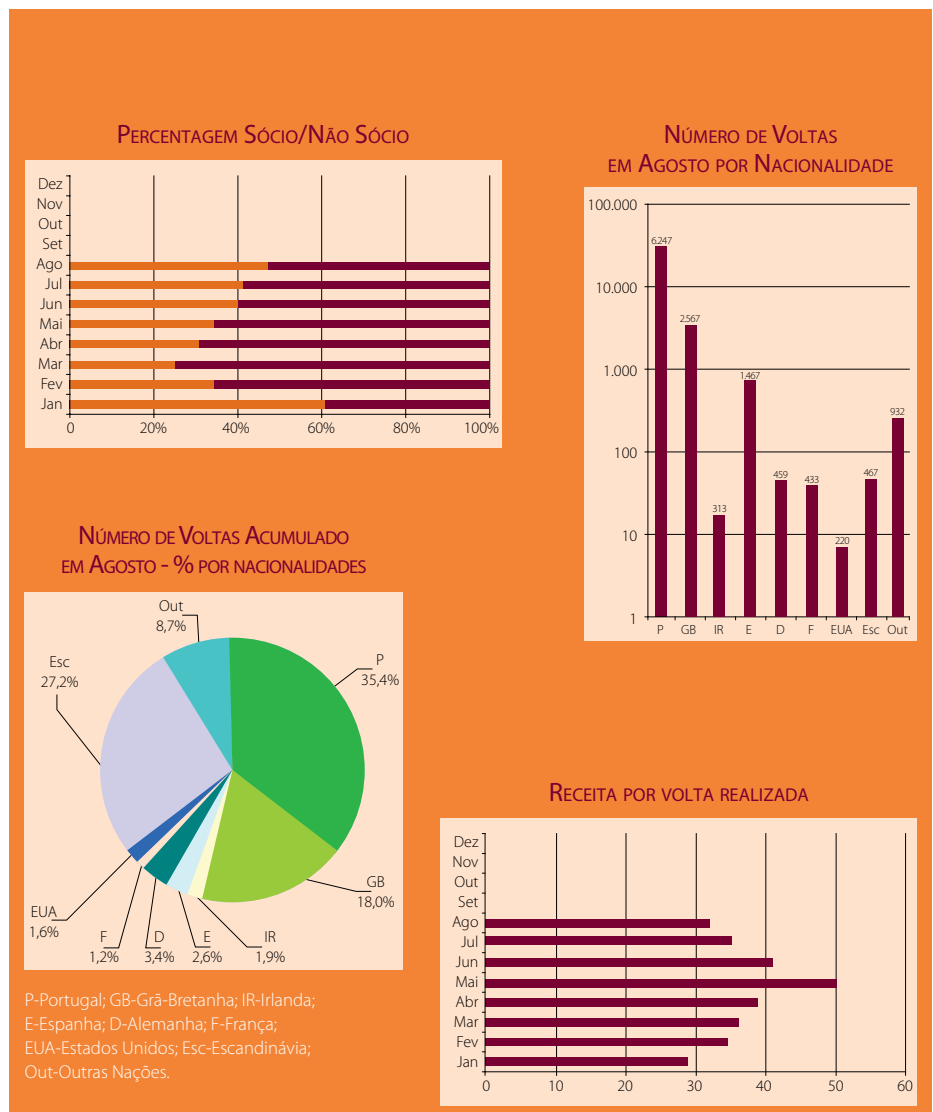 Percentagem Sócio/Não Sócio
Dez
Nov
Out
Set
Ago
Jul
Jun
Mai
Abr
Mar
Fev
Jan
0 20% 40% 60% 80% 100%
Número de Voltas
em Agosto por Nacionalidade
100.000
10.000
1.000
100
10
1
6.247
2.567
313
1.467
459
433
220
467
932
P GB IR E D F EUA Esc Out
Número de Voltas Acumulado
em Agosto - % por nacionalidades
Out
8,7%
P
35,4%
Esc
27,2%
GB
18,0%
EUA
1,6%
F
1,2%
D
3,4%
E
2,6%
IR
1,9%
P-Portugal; GB-Grã-Bretanha; IR-Irlanda;
E-Espanha; D-Alemanha; F-França;
EUA-Estados Unidos; Esc-Escandinávia;
Out-Outras Nações.
Receita por volta realizada
Dez
Nov
Out
Set
Ago
Jul
Jun
Mai
Abr
Mar
Fev
Jan
0 10 20 30 40 50 60